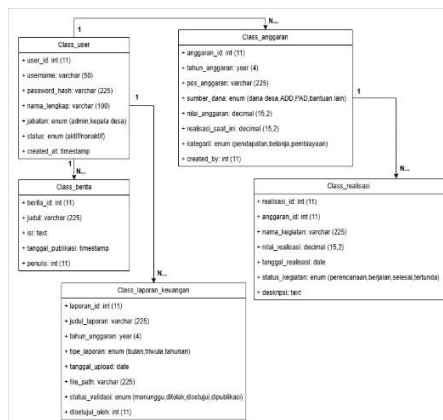 1
N...
Class_user
+ user_id: int (11)
+ username: varchar (50)
+ password_hash: varchar (225)
+ nama_lengkap: varchar (100)
+ jabatan: enum (admin,kepala desa)
+ status: enum (aktif/nonaktif)
+ created_at: timestamp
1
1
N...
Class_anggaran
+ anggaran_id: int (11)
+ tahun_anggaran: year (4)
+ pos_anggaran: varchar (225)
+ sumber_dana: enum (dana desa,ADD,PAD,bantuan lain)
+ nilai_anggaran: decimal (15,2)
+ realisasi_saat_ini: decimal (15,2)
+ kategori: enum (pendapatan,belanja,pembiayaan)
+ created_by: int (11)
1
N...
Class_berita
+ berita_id: int (11)
+ judul: varchar (225)
+ isi: text
+ tanggal_publikasi: timestamp
+ penulis: int (11)
Class_realisasi
+ realisasi_id: int (11)
+ anggaran_id: int (11)
+ nama_kegiatan: varchar (225)
+ nilai_realisasi: decimal (15,2)
+ tanggal_realisasi: date
+ status_kegiatan: enum (perencanaan,berjalan,selesai,tertunda)
+ deskripsi: text
N...
Class_laporan_keuangan
+ laporan_id: int (11)
+ judul_laporan: varchar (225)
+ tahun_anggaran: year (4)
+ tipe_laporan: enum (bulan,triwula,tahunan)
+ tanggal_upload: date
+ file_path: varchar (225)
+ status_validasi: enum (menunggu,ditolak,disetujui,dipublikasi)
+ disetujui_oleh: int (11)